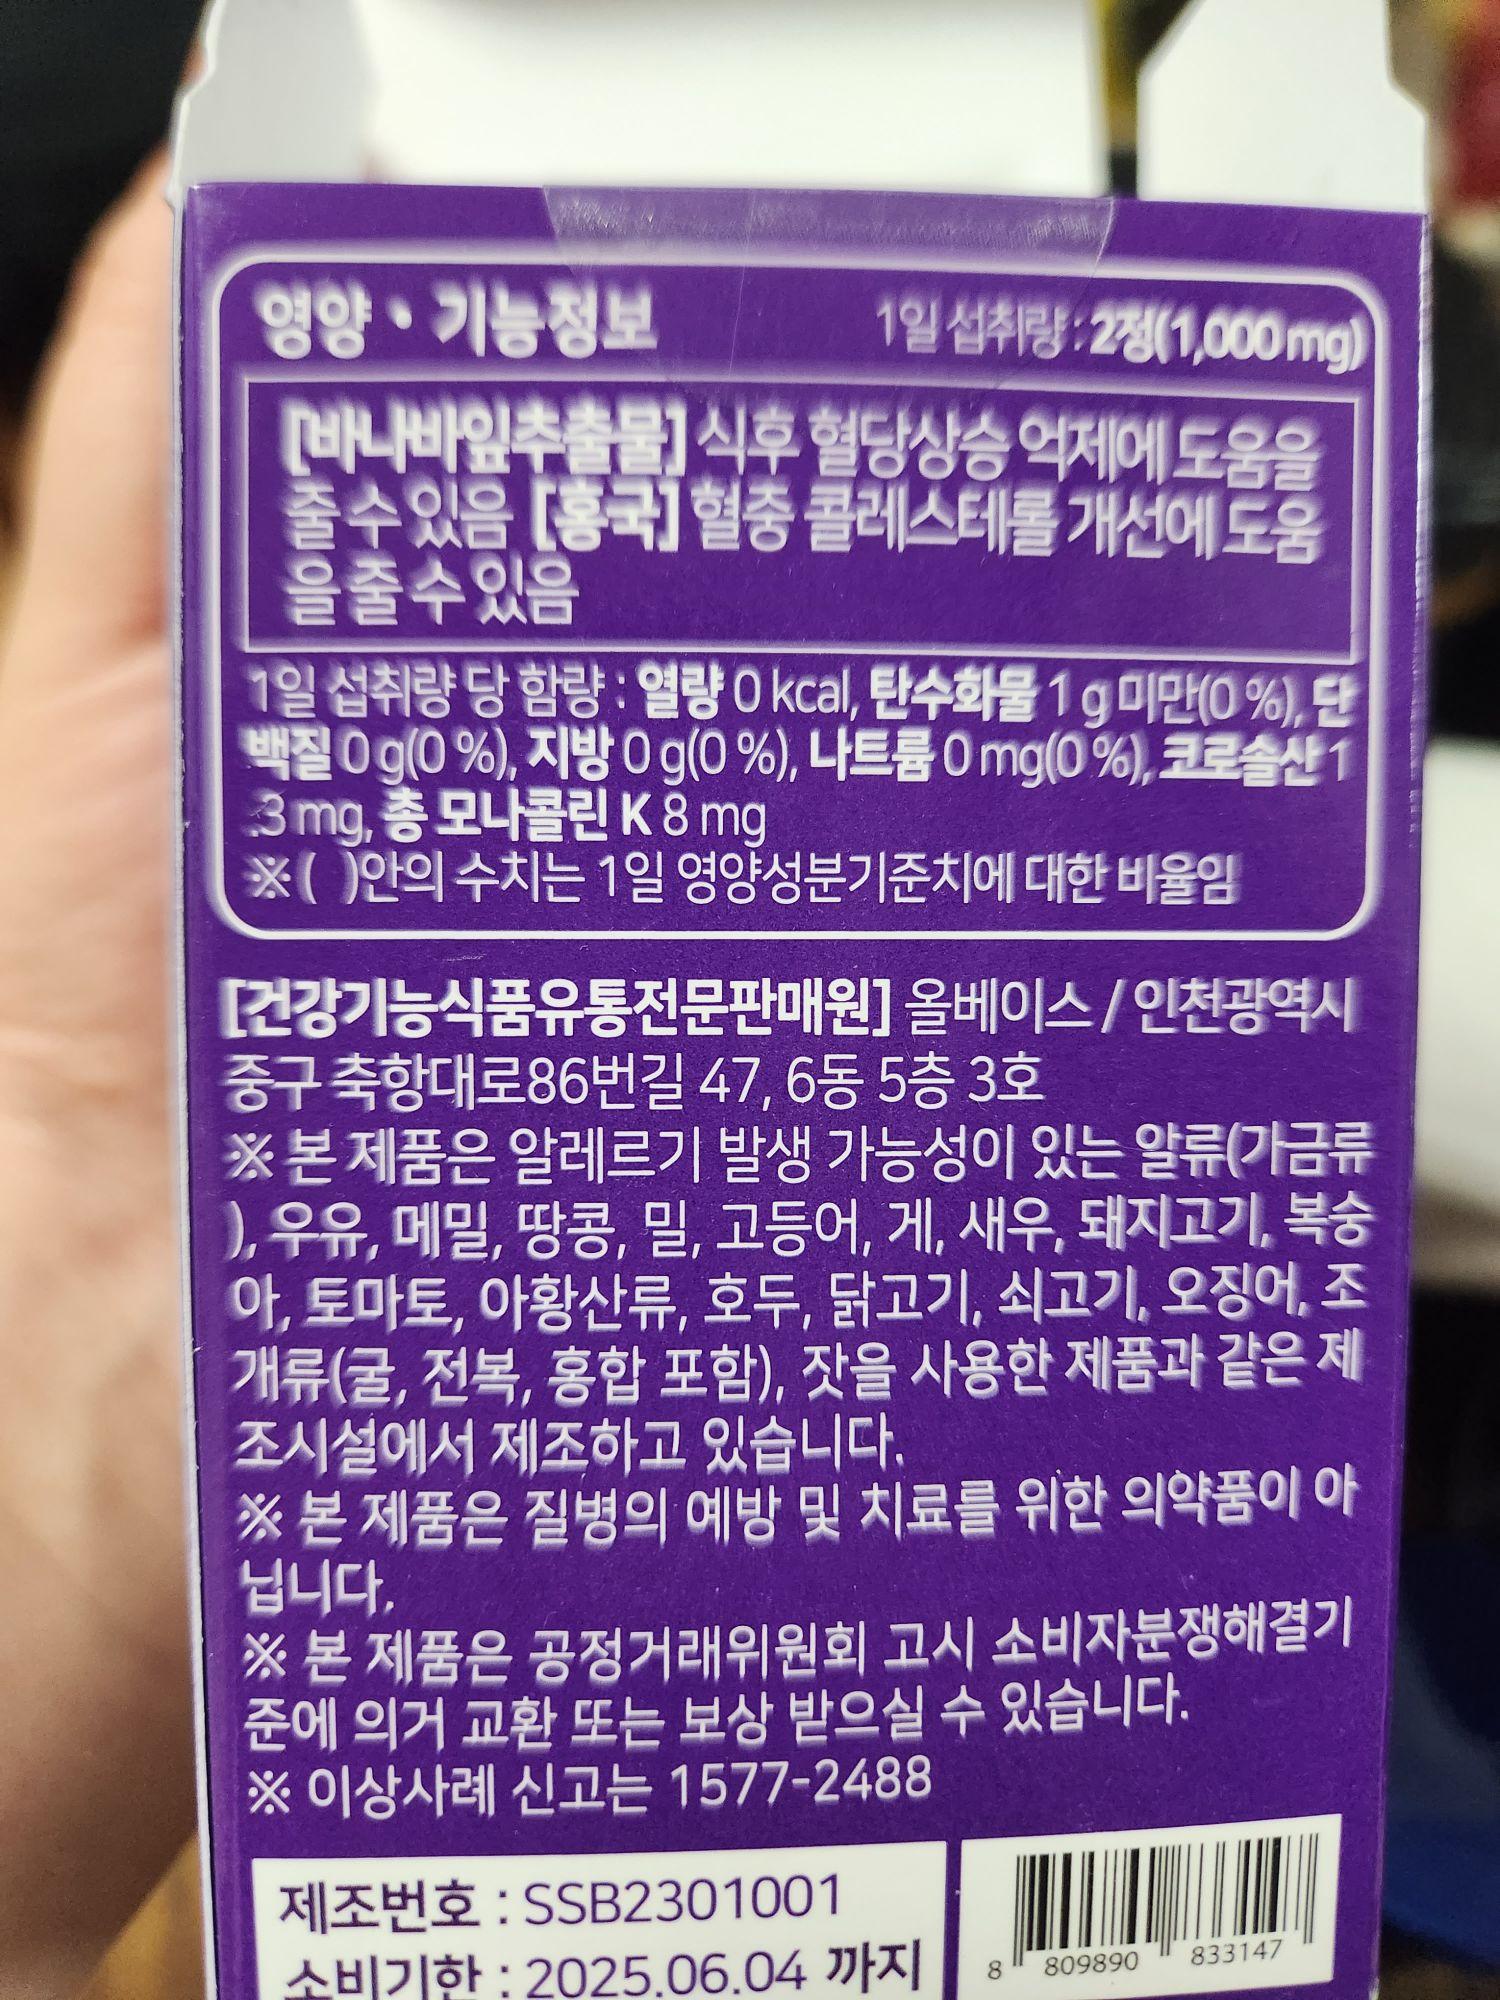 영양•기능정보 1일 섭취량 : 2정(1,000 mg)
[바나바잎추출물] 식후 혈당상승 억제에 도움을
줄 수 있음 [홍국] 혈중 콜레스테롤 개선에 도움
을 줄 수 있음
1일 섭취량 당 함량 : 열량 0 kcal, 탄수화물 1 g 미만(0 %), 단
백질 0 g(0 %), 지방 0 g(0 %), 나트륨 0 mg(0 %), 코로솔산 1
.3 mg, 총 모나콜린 K 8 mg
※( )안의 수치는 1일 영양성분기준치에 대한 비율임
[건강기능식품유통전문판매원] 올베이스 / 인천광역시
중구 축항대로86번길 47, 6동 5층 3호
※ 본 제품은 알레르기 발생 가능성이 있는 알류(가금류
), 우유, 메밀, 땅콩, 밀, 고등어, 게, 새우, 돼지고기, 복숭
아, 토마토, 아황산류, 호두, 닭고기, 쇠고기, 오징어, 조
개류(굴, 전복, 홍합 포함), 잣을 사용한 제품과 같은 제
조시설에서 제조하고 있습니다.
※ 본 제품은 질병의 예방 및 치료를 위한 의약품이 아
닙니다.
※ 본 제품은 공정거래위원회 고시 소비자분쟁해결기
준에 의거 교환 또는 보상 받으실 수 있습니다.
※ 이상사례 신고는 1577-2488
제조번호 : SSB2301001
소비기한 : 2025.06.04 까지
8 809890 833147